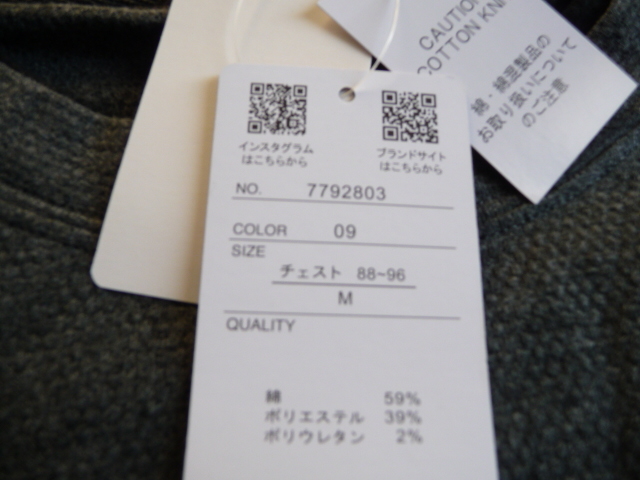 CAUTION
COTTON KNI
綿・綿混製品の
お取り扱いについて
のご注意
インスタグラム
はこちらから
ブランドサイト
はこちらから
NO. 7792803
COLOR 09
SIZE
チェスト 88~96
M
QUALITY
綿 59%
ポリエステル 39%
ポリウレタン 2%